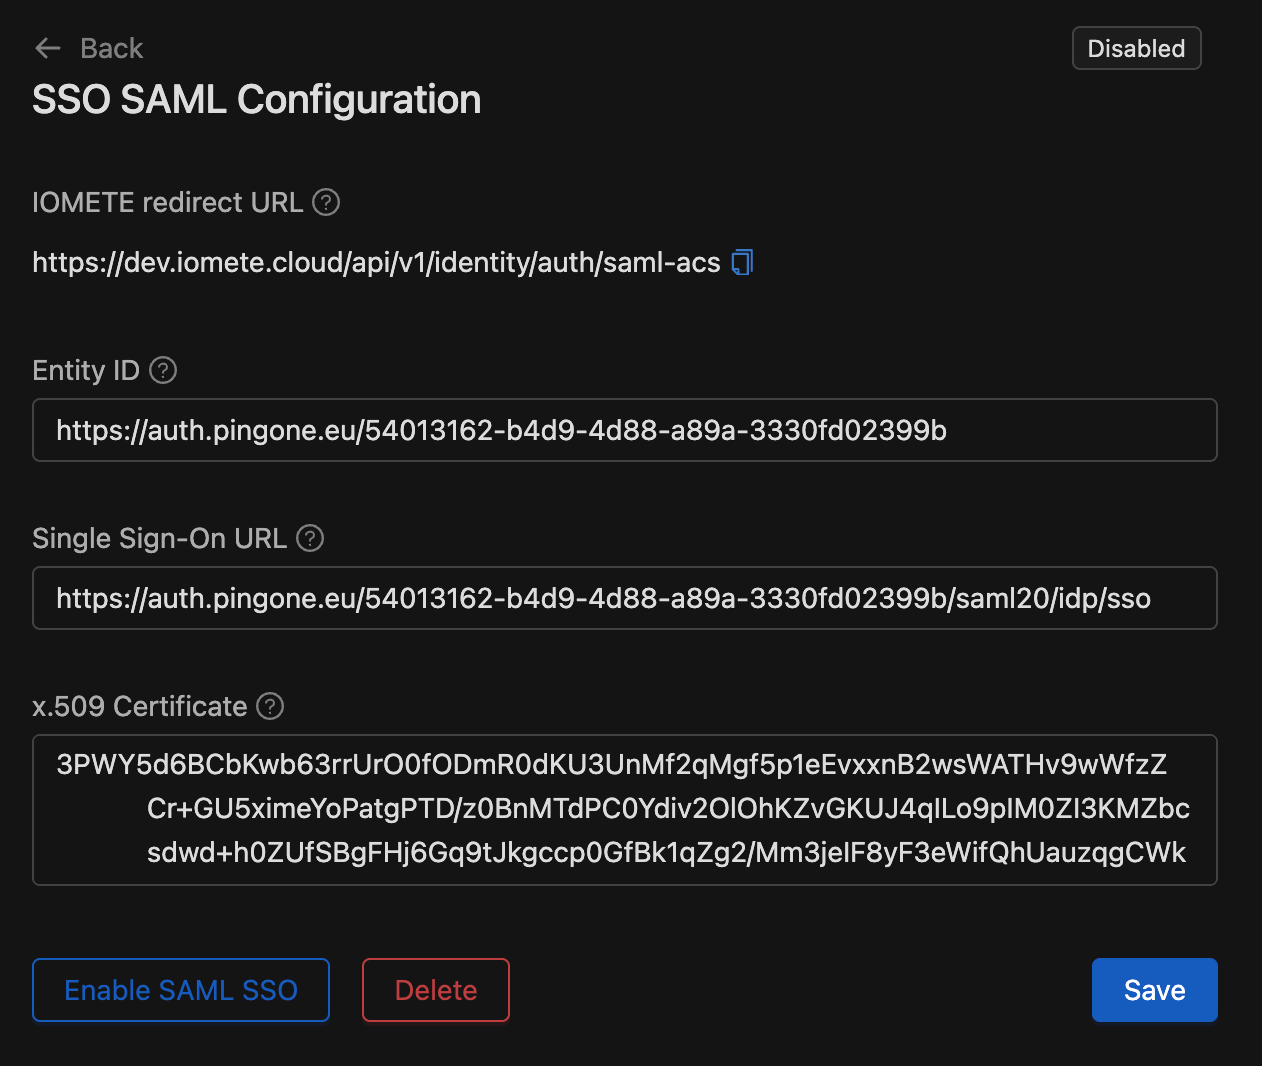 Back
Disabled
SSO SAML Configuration
IOMETE redirect URL
https://dev.iomete.cloud/api/v1/identity/auth/saml-acs
Entity ID
https://auth.pingone.eu/54013162-b4d9-4d88-a89a-3330fd02399b
Single Sign-On URL
https://auth.pingone.eu/54013162-b4d9-4d88-a89a-3330fd02399b/saml20/idp/sso
x.509 Certificate
3PWY5d6BCbKwb63rrUrO0fODmR0dKU3UnMf2qMgf5p1eEvxxnB2wsWATHv9wWfzZ
Cr+GU5ximeYoPatgPTD/z0BnMTdPC0Ydiv2OlOhKZvGKUJ4qILo9pIM0ZI3KMZbc
sdwd+h0ZUfSBgFHj6Gq9tJkgccp0GfBk1qZg2/Mm3jeIF8yF3eWifQhUauzqgCWk
Enable SAML SSO
Delete
Save